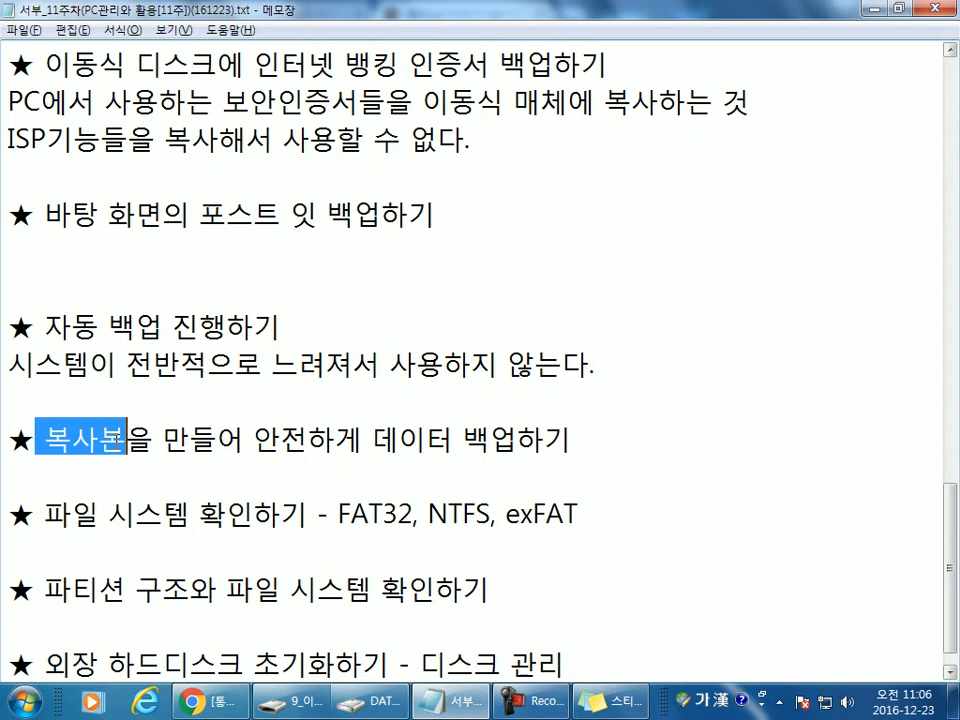 서부_11주차(PC관리와 활용[11주])(161223).txt - 메모장
파일(F) 편집(E) 서식(O) 보기(V) 도움말(H)
★ 이동식 디스크에 인터넷 뱅킹 인증서 백업하기
PC에서 사용하는 보안인증서들을 이동식 매체에 복사하는 것
ISP기능들을 복사해서 사용할 수 없다.
★ 바탕 화면의 포스트 잇 백업하기
★ 자동 백업 진행하기
시스템이 전반적으로 느려져서 사용하지 않는다.
★ 복사본을 만들어 안전하게 데이터 백업하기
★ 파일 시스템 확인하기 - FAT32, NTFS, exFAT
★ 파티션 구조와 파일 시스템 확인하기
★ 외장 하드디스크 초기화하기 - 디스크 관리
[통... 9_이... DAT... 서부... Reco... 스티... 가 漢 오전 11:06
2016-12-23